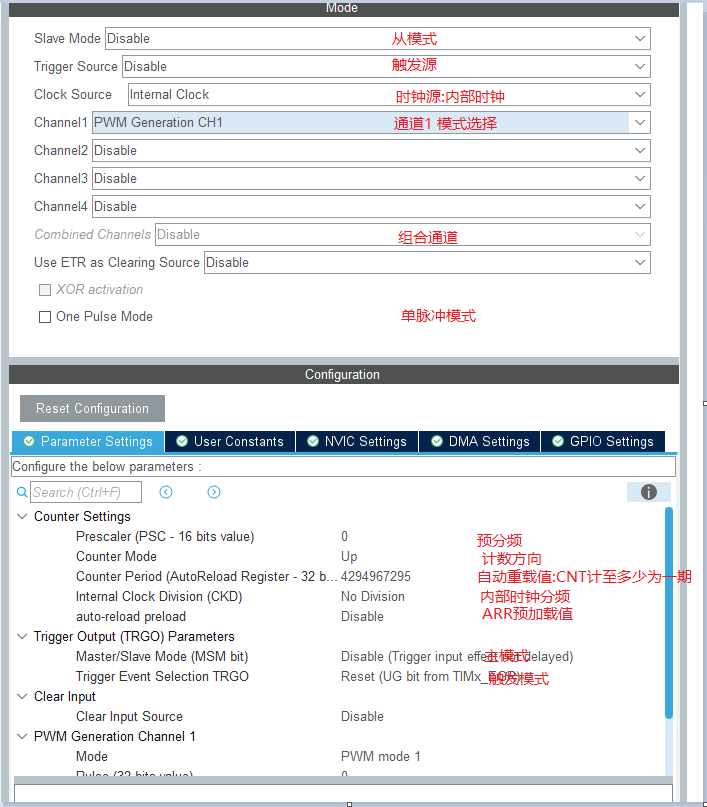 Mode
Slave Mode Disable 从模式
Trigger Source Disable 触发源
Clock Source Internal Clock 时钟源:内部时钟
Channel1 PWM Generation CH1 通道1 模式选择
Channel2 Disable
Channel3 Disable
Channel4 Disable
Combined Channels Disable 组合通道
Use ETR as Clearing Source Disable
XOR activation
One Pulse Mode 单脉冲模式
Configuration
Reset Configuration
Parameter Settings User Constants NVIC Settings DMA Settings GPIO Settings
Configure the below parameters :
Search (Ctrl+F)
Counter Settings
Prescaler (PSC - 16 bits value) 0 预分频
Counter Mode Up 计数方向
Counter Period (AutoReload Register - 32 b... 4294967295 自动重载值:CNT计至多少为一期
Internal Clock Division (CKD) No Division 内部时钟分频
auto-reload preload Disable ARR预加载值
Trigger Output (TRGO) Parameters
Master/Slave Mode (MSM bit) Disable (Trigger input effect not delayed) 主模式
Trigger Event Selection TRGO Reset (UG bit from TIMx_EGR) 触发模式
Clear Input
Clear Input Source Disable
PWM Generation Channel 1
Mode PWM mode 1
Pulse (32 bits value) 0